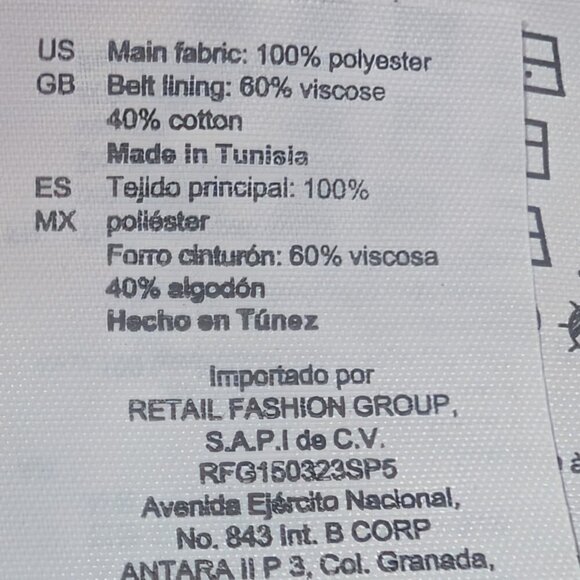 US Main fabric: 100% polyester
GB Belt lining: 60% viscose
40% cotton
Made in Tunisia
ES Tejido principal: 100%
MX poliéster
Forro cinturón: 60% viscosa
40% algodón
Hecho en Túnez
Importado por
RETAIL FASHION GROUP,
S.A.P.I de C.V.
RFG150323SP5
Avenida Ejército Nacional,
No. 843 Int. B CORP
ANTARA II P 3, Col. Granada,